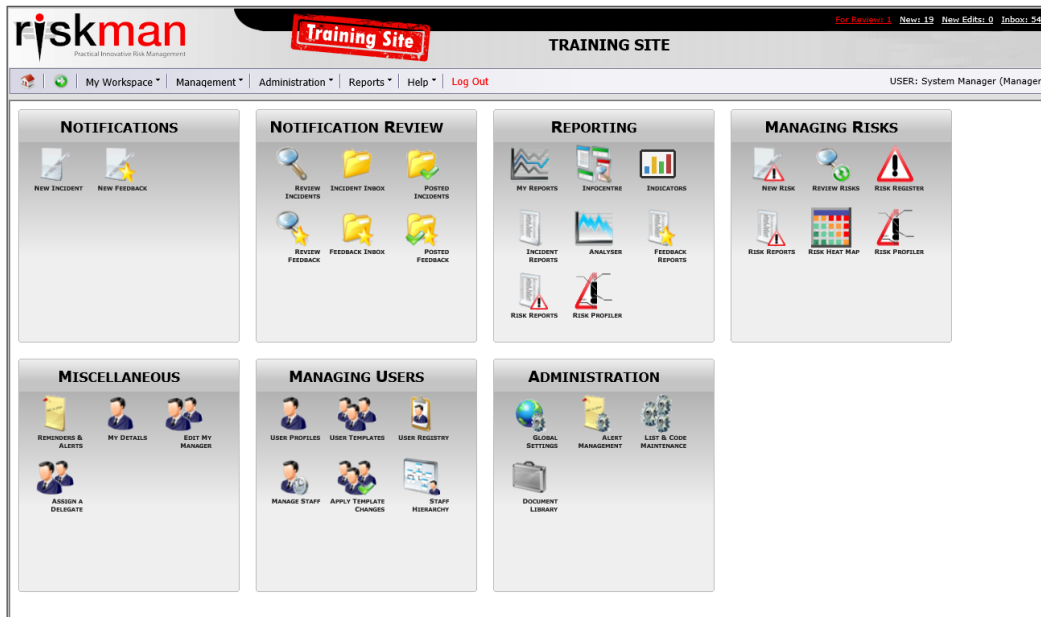 For Review: 1 New: 19 New Edits: 0 Inbox: 54
riskman
Practical Innovative Risk Management
Training Site
TRAINING SITE
My Workspace Management Administration Reports Help Log Out
USER: System Manager (Manager
NOTIFICATIONS
NEW INCIDENT
NEW FEEDBACK
NOTIFICATION REVIEW
REVIEW INCIDENTS
INCIDENT INBOX
POSTED INCIDENTS
REVIEW FEEDBACK
FEEDBACK INBOX
POSTED FEEDBACK
REPORTING
MY REPORTS
INFOCENTRE
INDICATORS
INCIDENT REPORTS
ANALYSER
FEEDBACK REPORTS
RISK REPORTS
RISK PROFILER
MANAGING RISKS
NEW RISK
REVIEW RISKS
RISK REGISTER
RISK REPORTS
RISK HEAT MAP
RISK PROFILER
MISCELLANEOUS
REMINDERS & ALERTS
MY DETAILS
EDIT MY MANAGER
ASSIGN A DELEGATE
MANAGING USERS
USER PROFILES
USER TEMPLATES
USER REGISTRY
MANAGE STAFF
APPLY TEMPLATE CHANGES
STAFF HIERARCHY
ADMINISTRATION
GLOBAL SETTINGS
ALERT MANAGEMENT
LIST & CODE MAINTENANCE
DOCUMENT LIBRARY